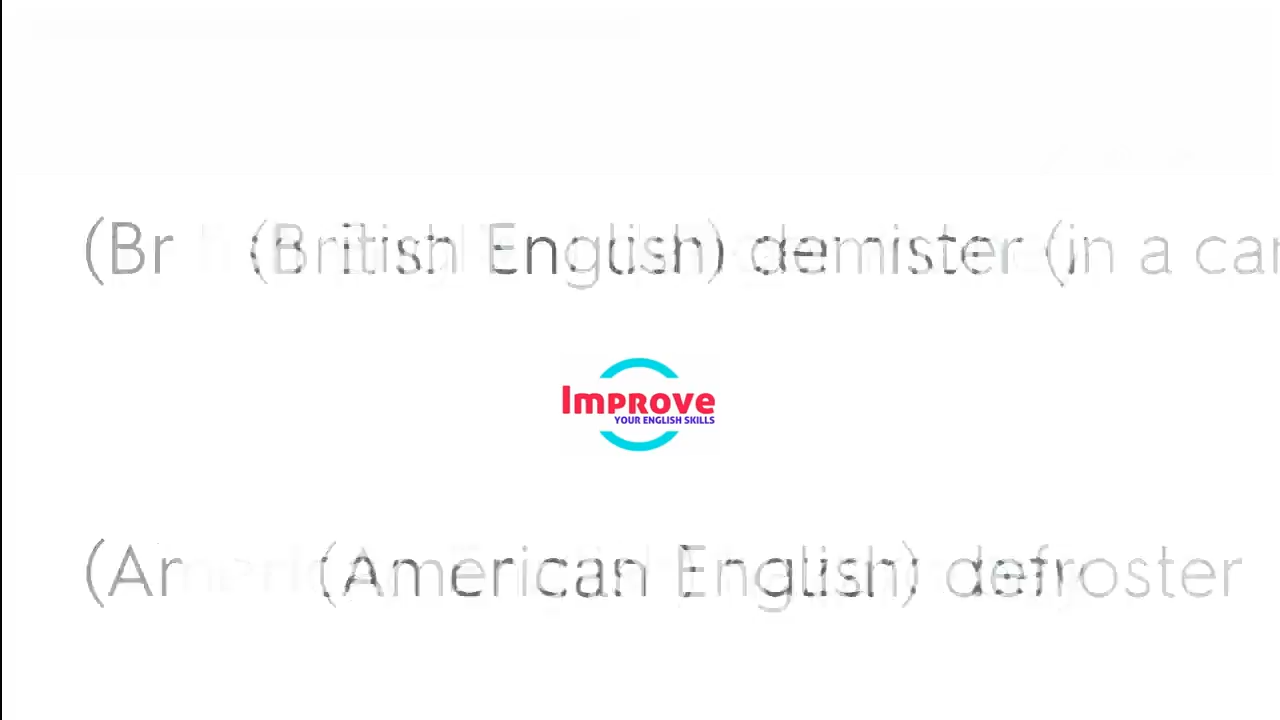 (British English) demister (in a car
Improve
YOUR ENGLISH SKILLS
(American English) defroster